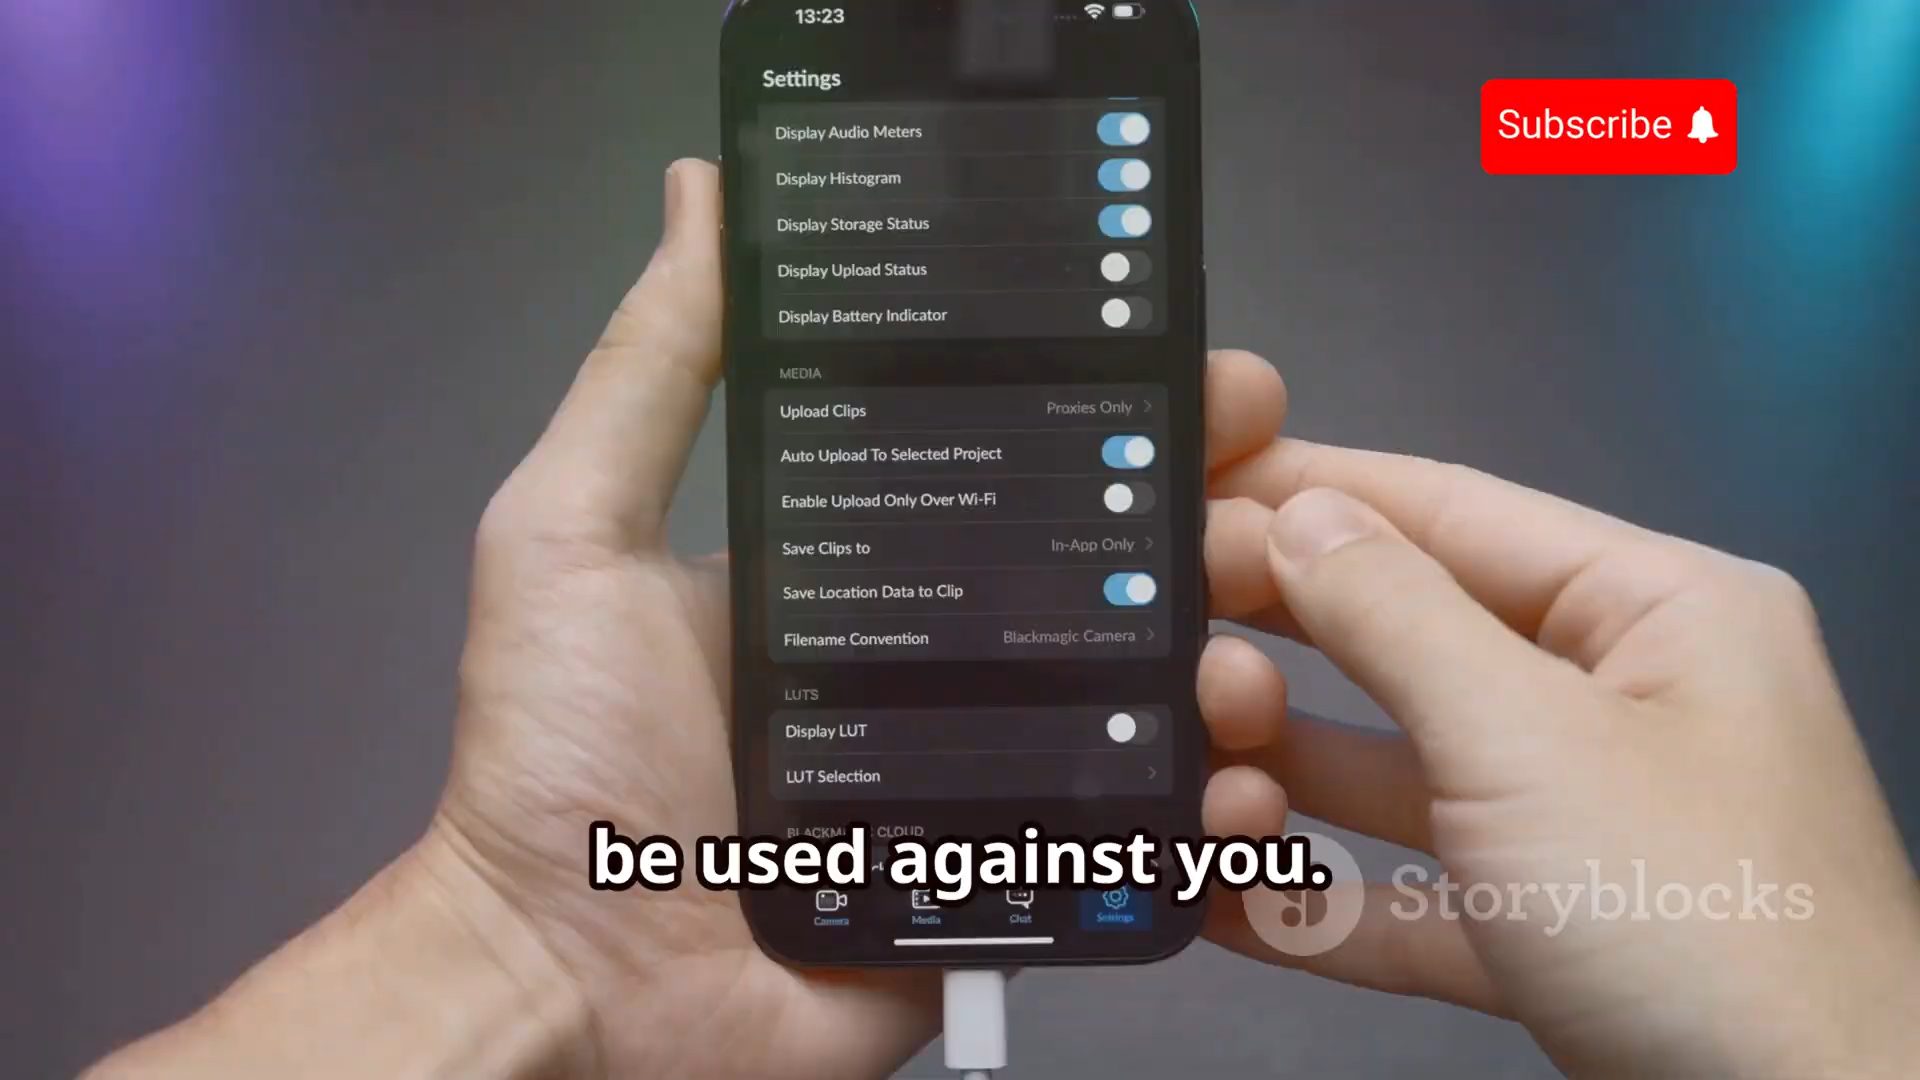 13:23
Settings
Subscribe
Display Audio Meters
Display Histogram
Display Storage Status
Display Upload Status
Display Battery Indicator
MEDIA
Upload Clips Proxies Only
Auto Upload To Selected Project
Enable Upload Only Over Wi-Fi
Save Clips to In-App Only
Save Location Data to Clip
Filename Convention Blackmagic Camera
LUTS
Display LUT
LUT Selection
CLOUD
be used against you.
Storyblocks
Camera Media Chat Settings